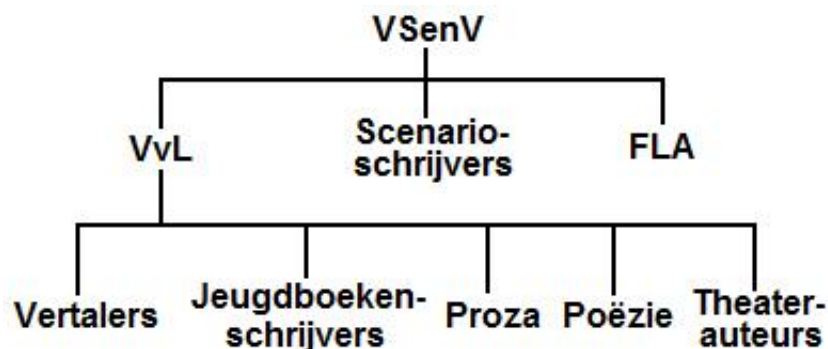 VSenV
VvL
Scenario-
schrijvers
FLA
Vertalers
Jeugdboeken-
schrijvers
Proza
Poëzie
Theater-
auteurs